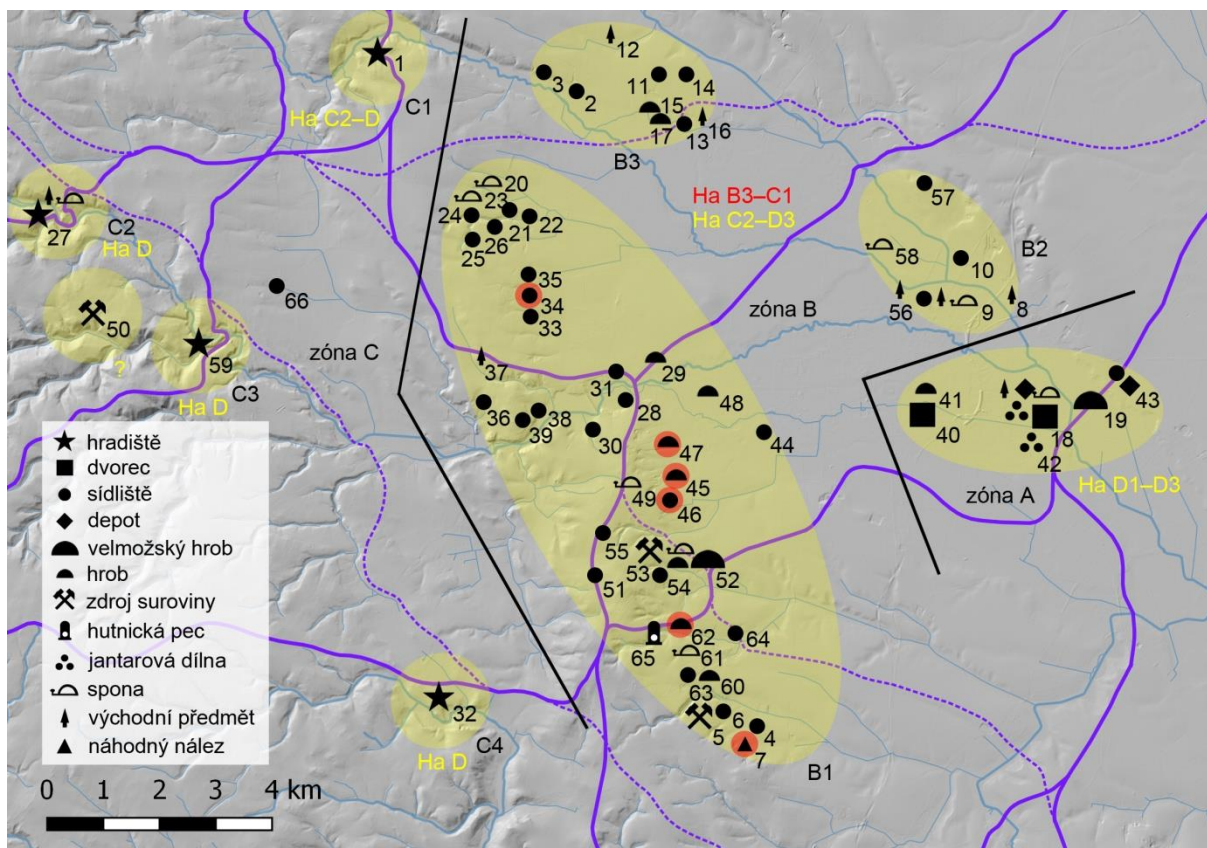 12
1
3
2
11
14
15
17
13
16
C1
Ha C2–D
B3
20
23
24
21
22
26
25
57
Ha B3–C1
Ha C2–D3
27
C2
Ha D
58
10
B2
35
34
33
66
56
9
8
50
59
?
C3
Ha D
zóna C
zóna B
37
31
29
28
48
36
39
38
30
44
47
45
46
49
41
40
18
42
19
43
zóna A
Ha D1–D3
55
51
53
54
52
65
62
64
61
63
60
5
6
4
7
B1
32
C4
Ha D
hradiště
dvorec
sídliště
depot
velmožský hrob
hrob
zdroj suroviny
hutnická pec
jantarová dílna
spona
východní předmět
náhodný nález
0 1 2 3 4 km